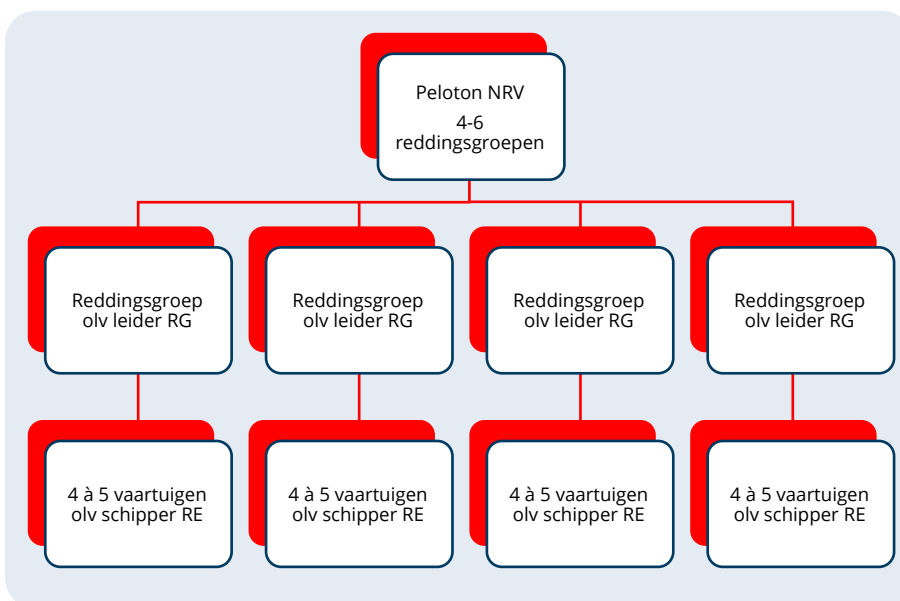 Peloton NRV
4-6
reddingsgroepen
Reddingsgroep
olv leider RG
Reddingsgroep
olv leider RG
Reddingsgroep
olv leider RG
Reddingsgroep
olv leider RG
4 à 5 vaartuigen
olv schipper RE
4 à 5 vaartuigen
olv schipper RE
4 à 5 vaartuigen
olv schipper RE
4 à 5 vaartuigen
olv schipper RE